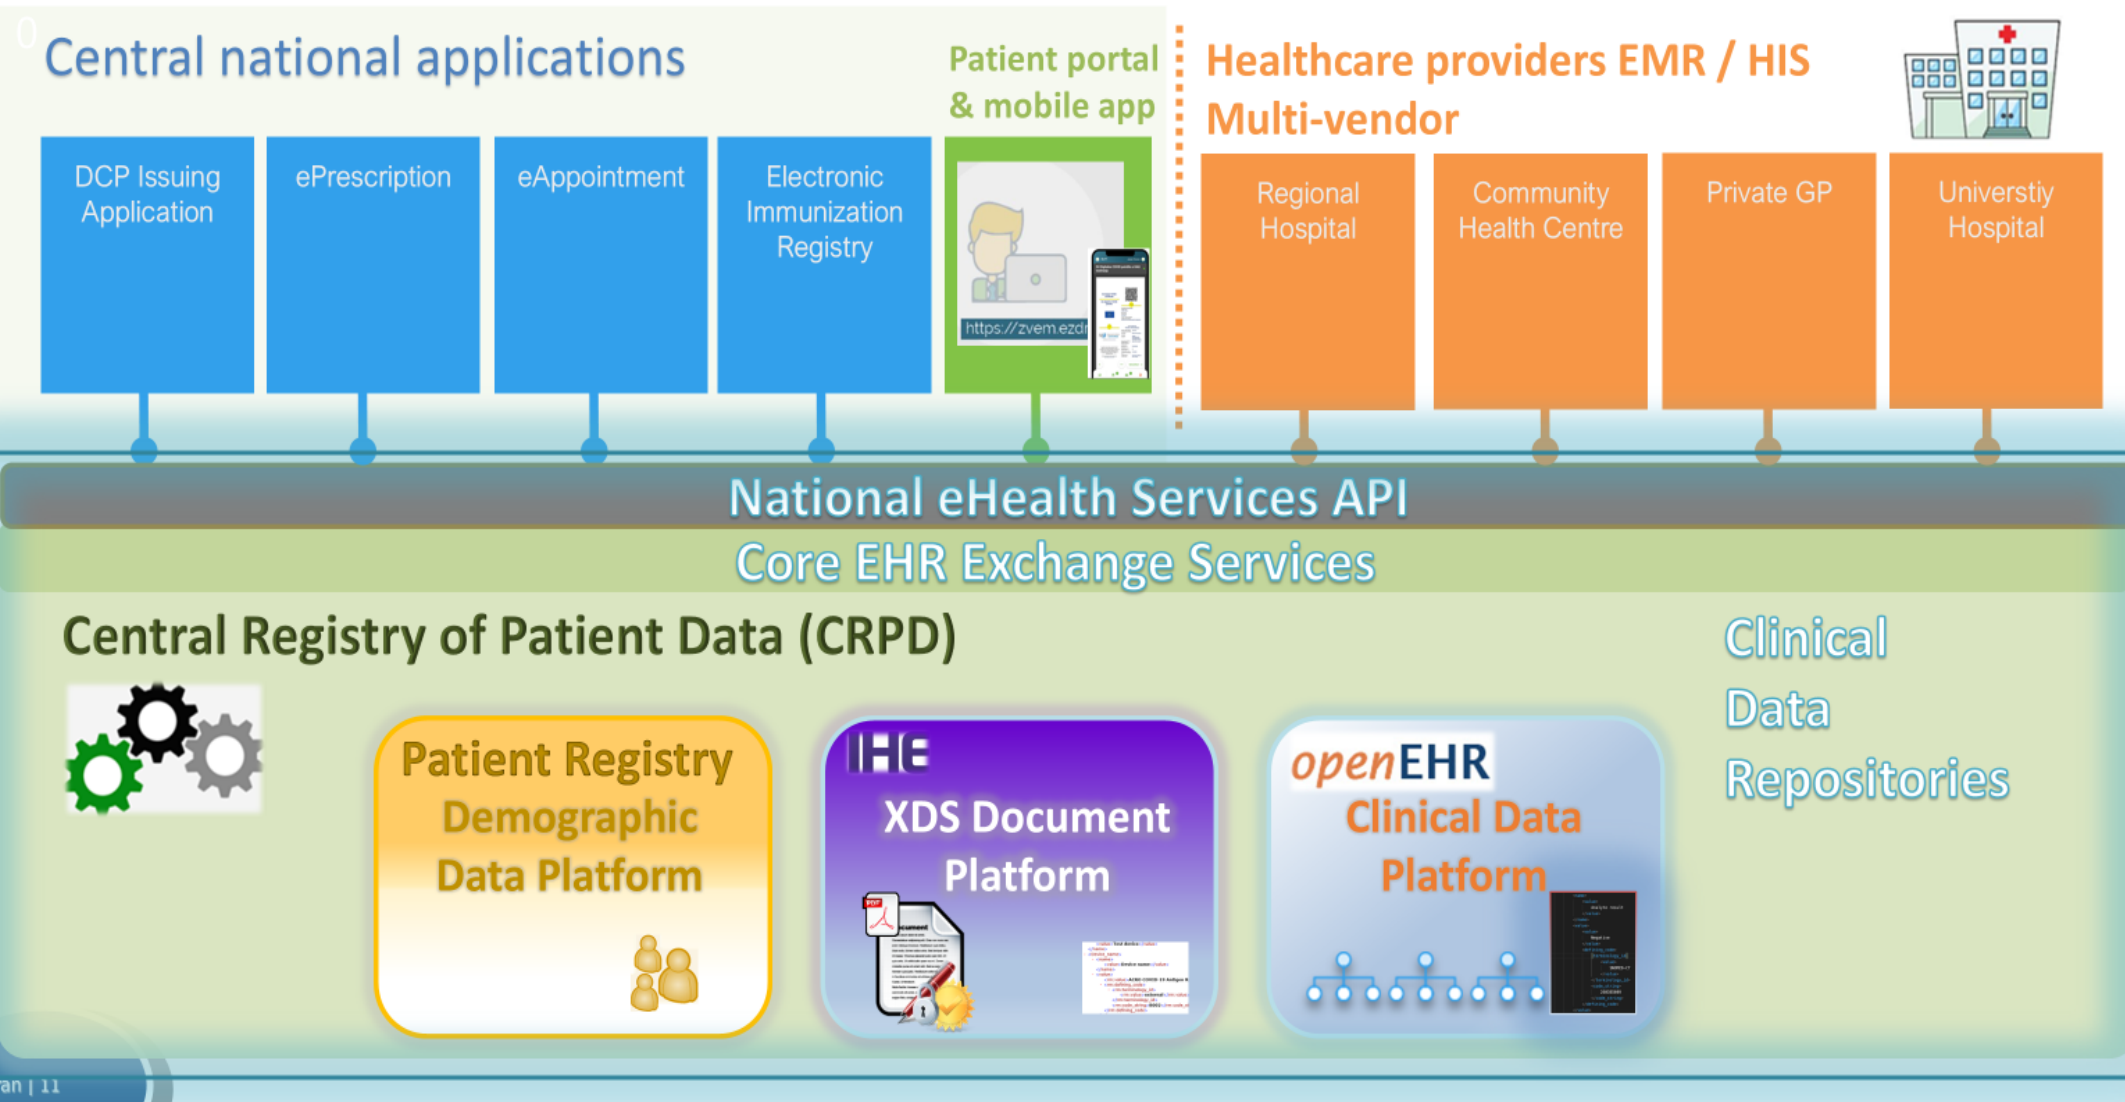 0
Central national applications
Patient portal
& mobile app
Healthcare providers EMR / HIS
Multi-vendor
DCP Issuing
Application
ePrescription
eAppointment
Electronic
Immunization
Registry
https://zvem.ezdr
Regional
Hospital
Community
Health Centre
Private GP
Universtiy
Hospital
National eHealth Services API
Core EHR Exchange Services
Central Registry of Patient Data (CRPD)
Clinical
Data
Repositories
Patient Registry
Demographic
Data Platform
IHE
XDS Document
Platform
PDF
ocument
openEHR
Clinical Data
Platform
an | 11